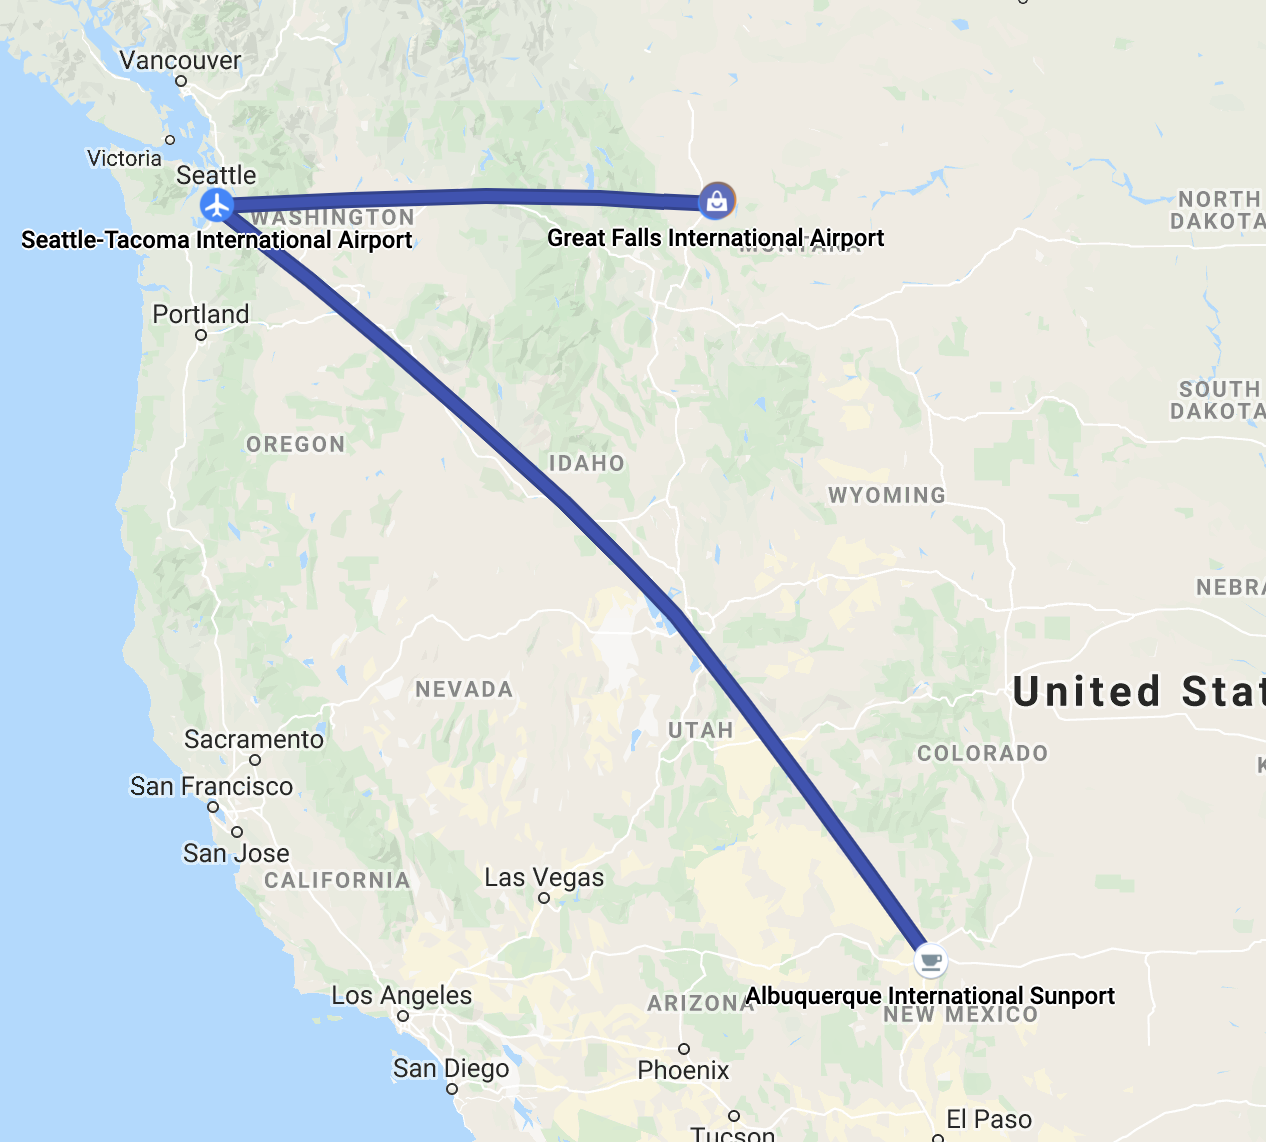 Vancouver
Victoria
Seattle
WASHINGTON
Seattle-Tacoma International Airport
Great Falls International Airport
MONTANA
NORTH
DAKOTA
Portland
OREGON
IDAHO
WYOMING
SOUTH
DAKOTA
NEBRA
NEVADA
UTAH
United Stat
COLORADO
K
Sacramento
San Francisco
San Jose
CALIFORNIA
Las Vegas
Los Angeles
ARIZONA
Albuquerque International Sunport
NEW MEXICO
San Diego
Phoenix
Tucson
El Paso